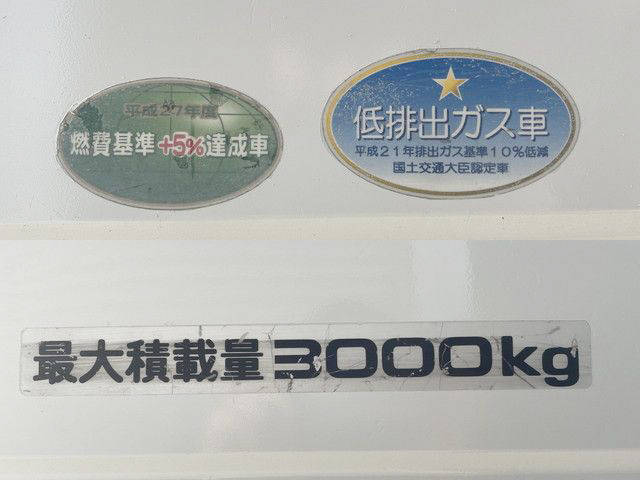 平成27年度
燃費基準+5%達成車
低排出ガス車
平成21年排出ガス基準10%低減
国土交通大臣認定車
最大積載量3000kg